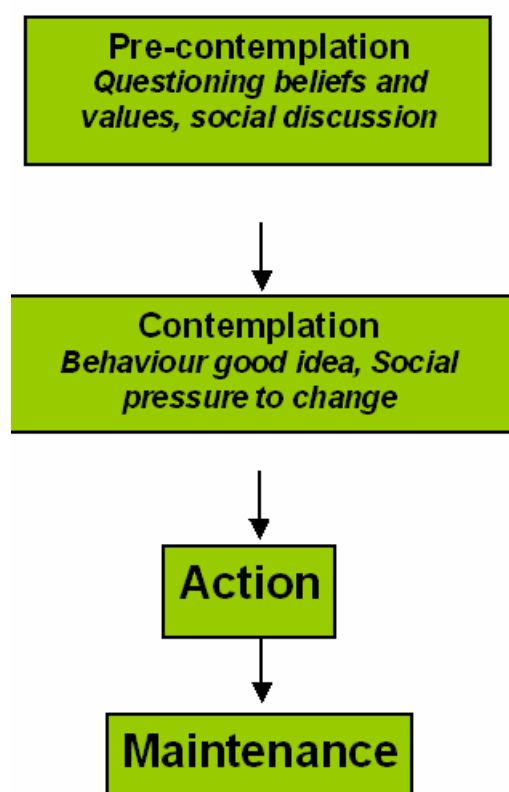 Pre-contemplation
Questioning beliefs and
values, social discussion
Contemplation
Behaviour good idea, Social
pressure to change
Action
Maintenance